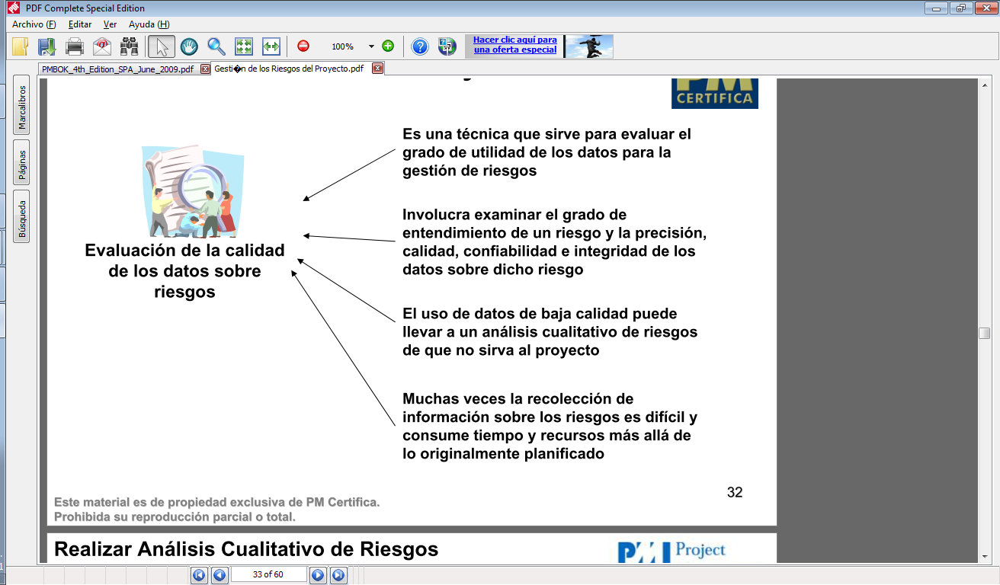 PDF Complete Special Edition
Archivo (F) Editar Ver Ayuda (H)
100%
Hacer clic aquí para
una oferta especial
PMBOK_4th_Edition_SPA_June_2009.pdf
Gesti�n de los Riesgos del Proyecto.pdf
Marcalibros
Páginas
Búsqueda
CERTIFICA
Es una técnica que sirve para evaluar el
grado de utilidad de los datos para la
gestión de riesgos
Involucra examinar el grado de
entendimiento de un riesgo y la precisión,
calidad, confiabilidad e integridad de los
datos sobre dicho riesgo
Evaluación de la calidad
de los datos sobre
riesgos
El uso de datos de baja calidad puede
llevar a un análisis cualitativo de riesgos
de que no sirva al proyecto
Muchas veces la recolección de
información sobre los riesgos es difícil y
consume tiempo y recursos más allá de
lo originalmente planificado
32
Este material es de propiedad exclusiva de PM Certifica.
Prohibida su reproducción parcial o total.
Realizar Análisis Cualitativo de Riesgos
PMI Project
33 of 60